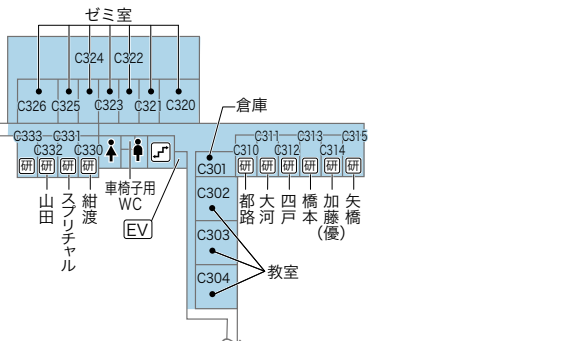 ゼミ室
C324 C322
C326 C325 C323 C321 C320
倉庫
C333 C331
C332 C330
研 研 研 研
C311 C313 C315
C310 C312 C314
研 研 研 研 研 研
C301
山田
スプリチャル
紺渡
車椅子用
WC
EV
C302
都路
大河
四戸
橋本
加藤(優)
矢橋
C303
教室
C304